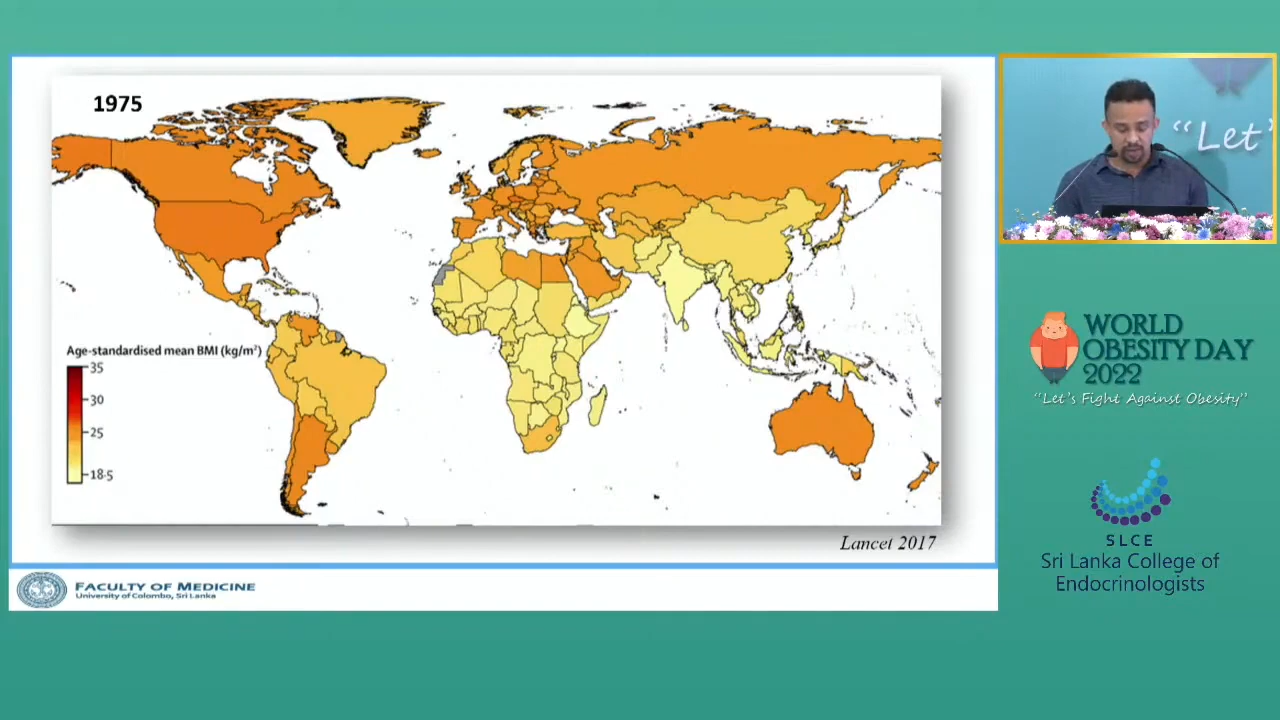 1975
Age-standardised mean BMI (kg/m²)
35
30
25
18·5
Lancet 2017
FACULTY OF MEDICINE
University of Colombo, Sri Lanka
“Let’
WORLD
OBESITY DAY
2022
“Let’s Fight Against Obesity”
SLCE
Sri Lanka College of
Endocrinologists